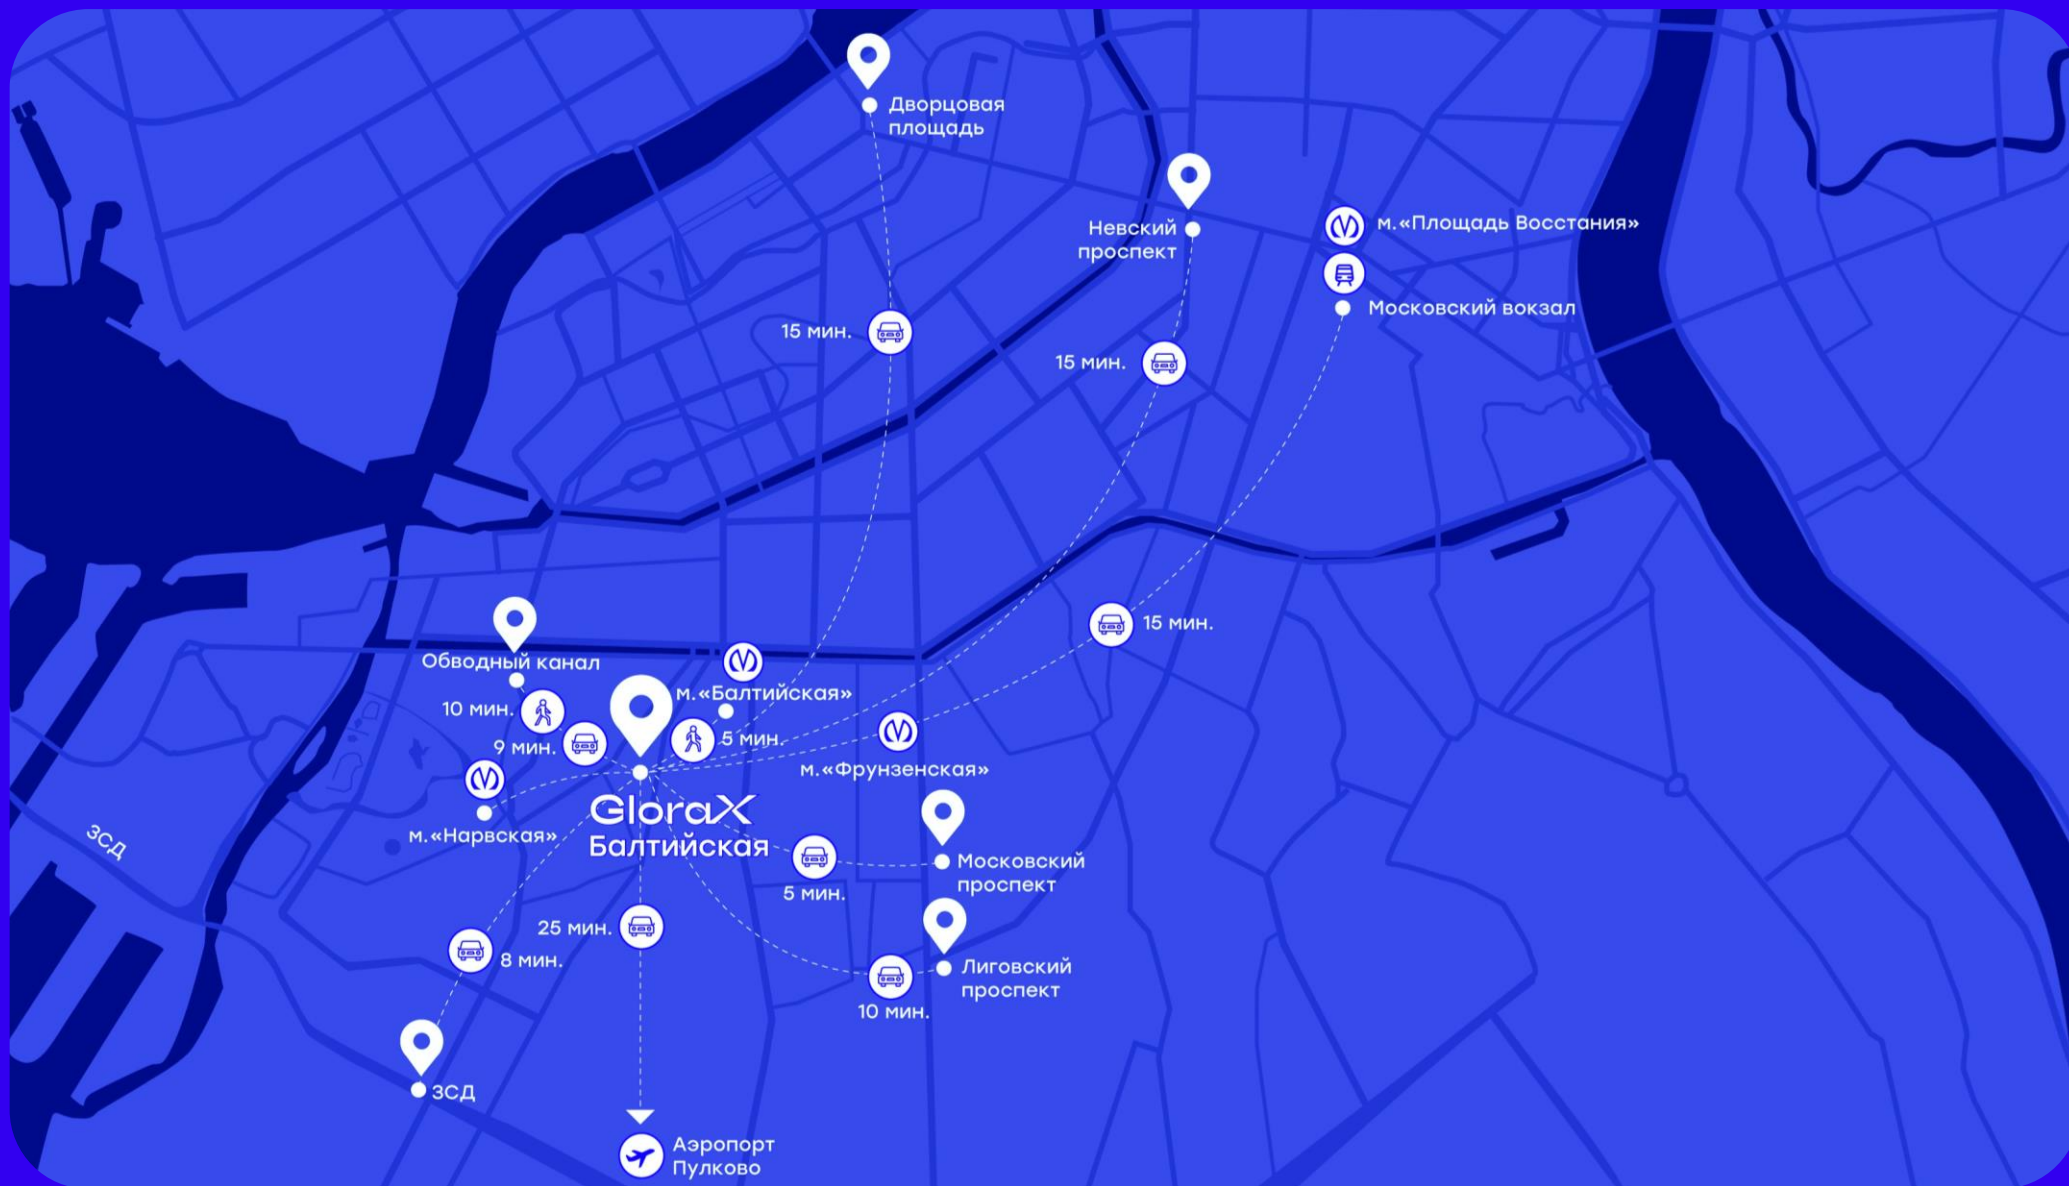 Дворцовая
площадь
Невский
проспект
м.«Площадь Восстания»
Московский вокзал
15 мин.
15 мин.
15 мин.
Обводный канал
10 мин.
9 мин.
м.«Балтийская»
5 мин.
м.«Фрунзенская»
м.«Нарвская»
GloraX
Балтийская
ЗСД
5 мин.
Московский
проспект
25 мин.
8 мин.
Лиговский
проспект
10 мин.
ЗСД
Аэропорт
Пулково